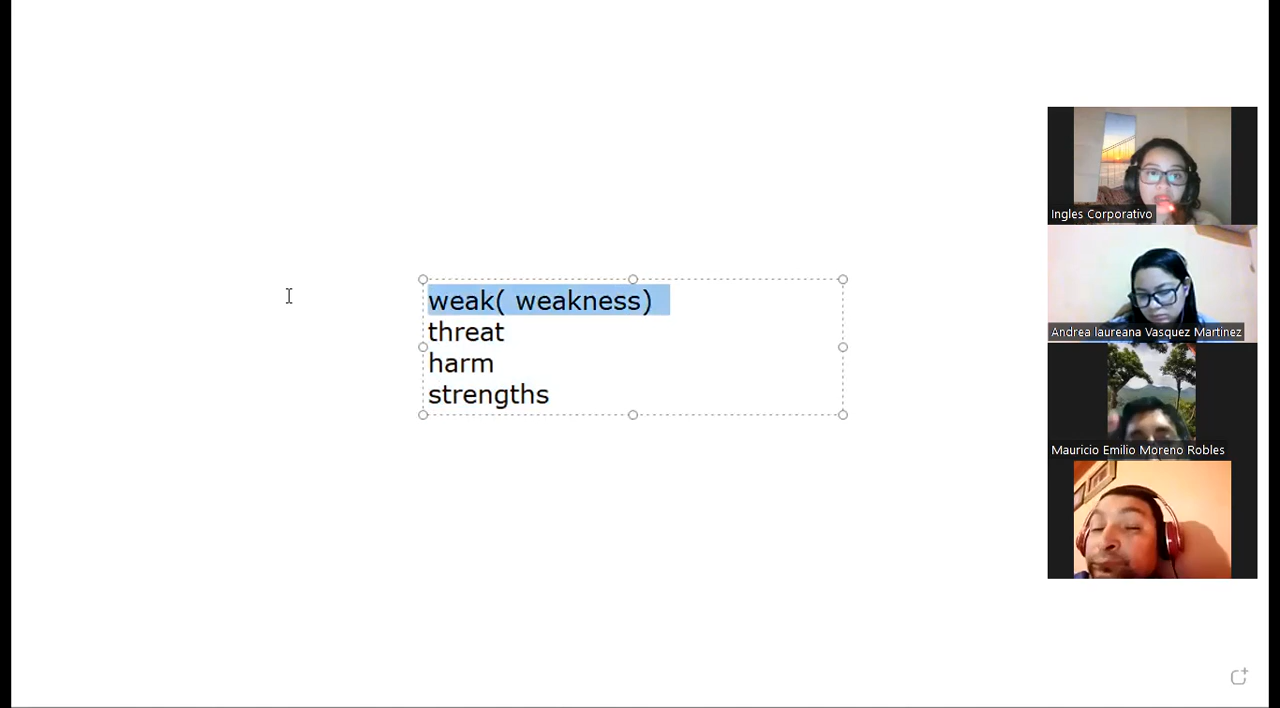 weak( weakness)
threat
harm
strengths
Ingles Corporativo
Andrea laureana Vasquez Martinez
Mauricio Emilio Moreno Robles